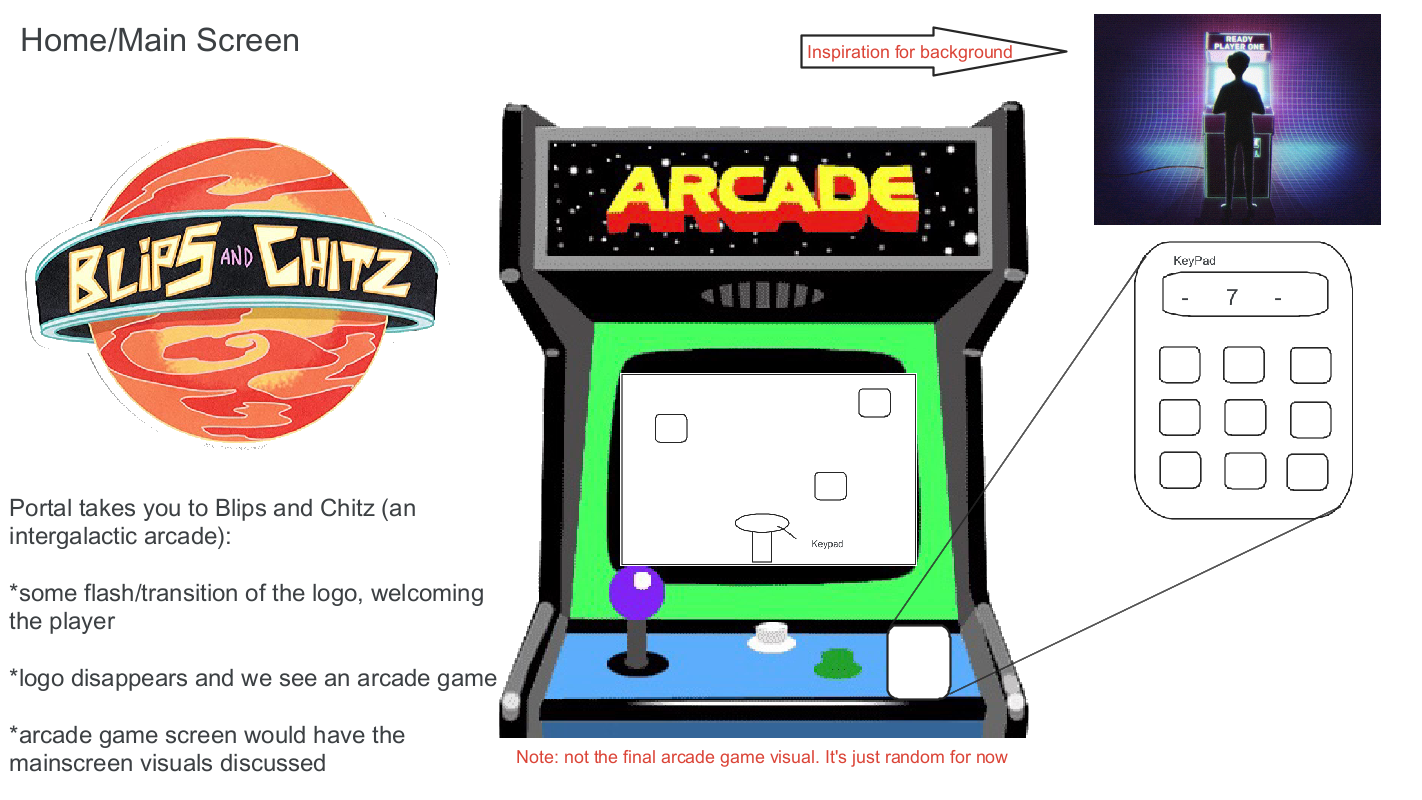 Home/Main Screen
Inspiration for background
READY
PLAYER ONE
BLIPS AND CHITZ
ARCADE
KeyPad
- 7 -
Keypad
Portal takes you to Blips and Chitz (an
intergalactic arcade):
*some flash/transition of the logo, welcoming
the player
*logo disappears and we see an arcade game
*arcade game screen would have the
mainscreen visuals discussed
Note: not the final arcade game visual. It's just random for now